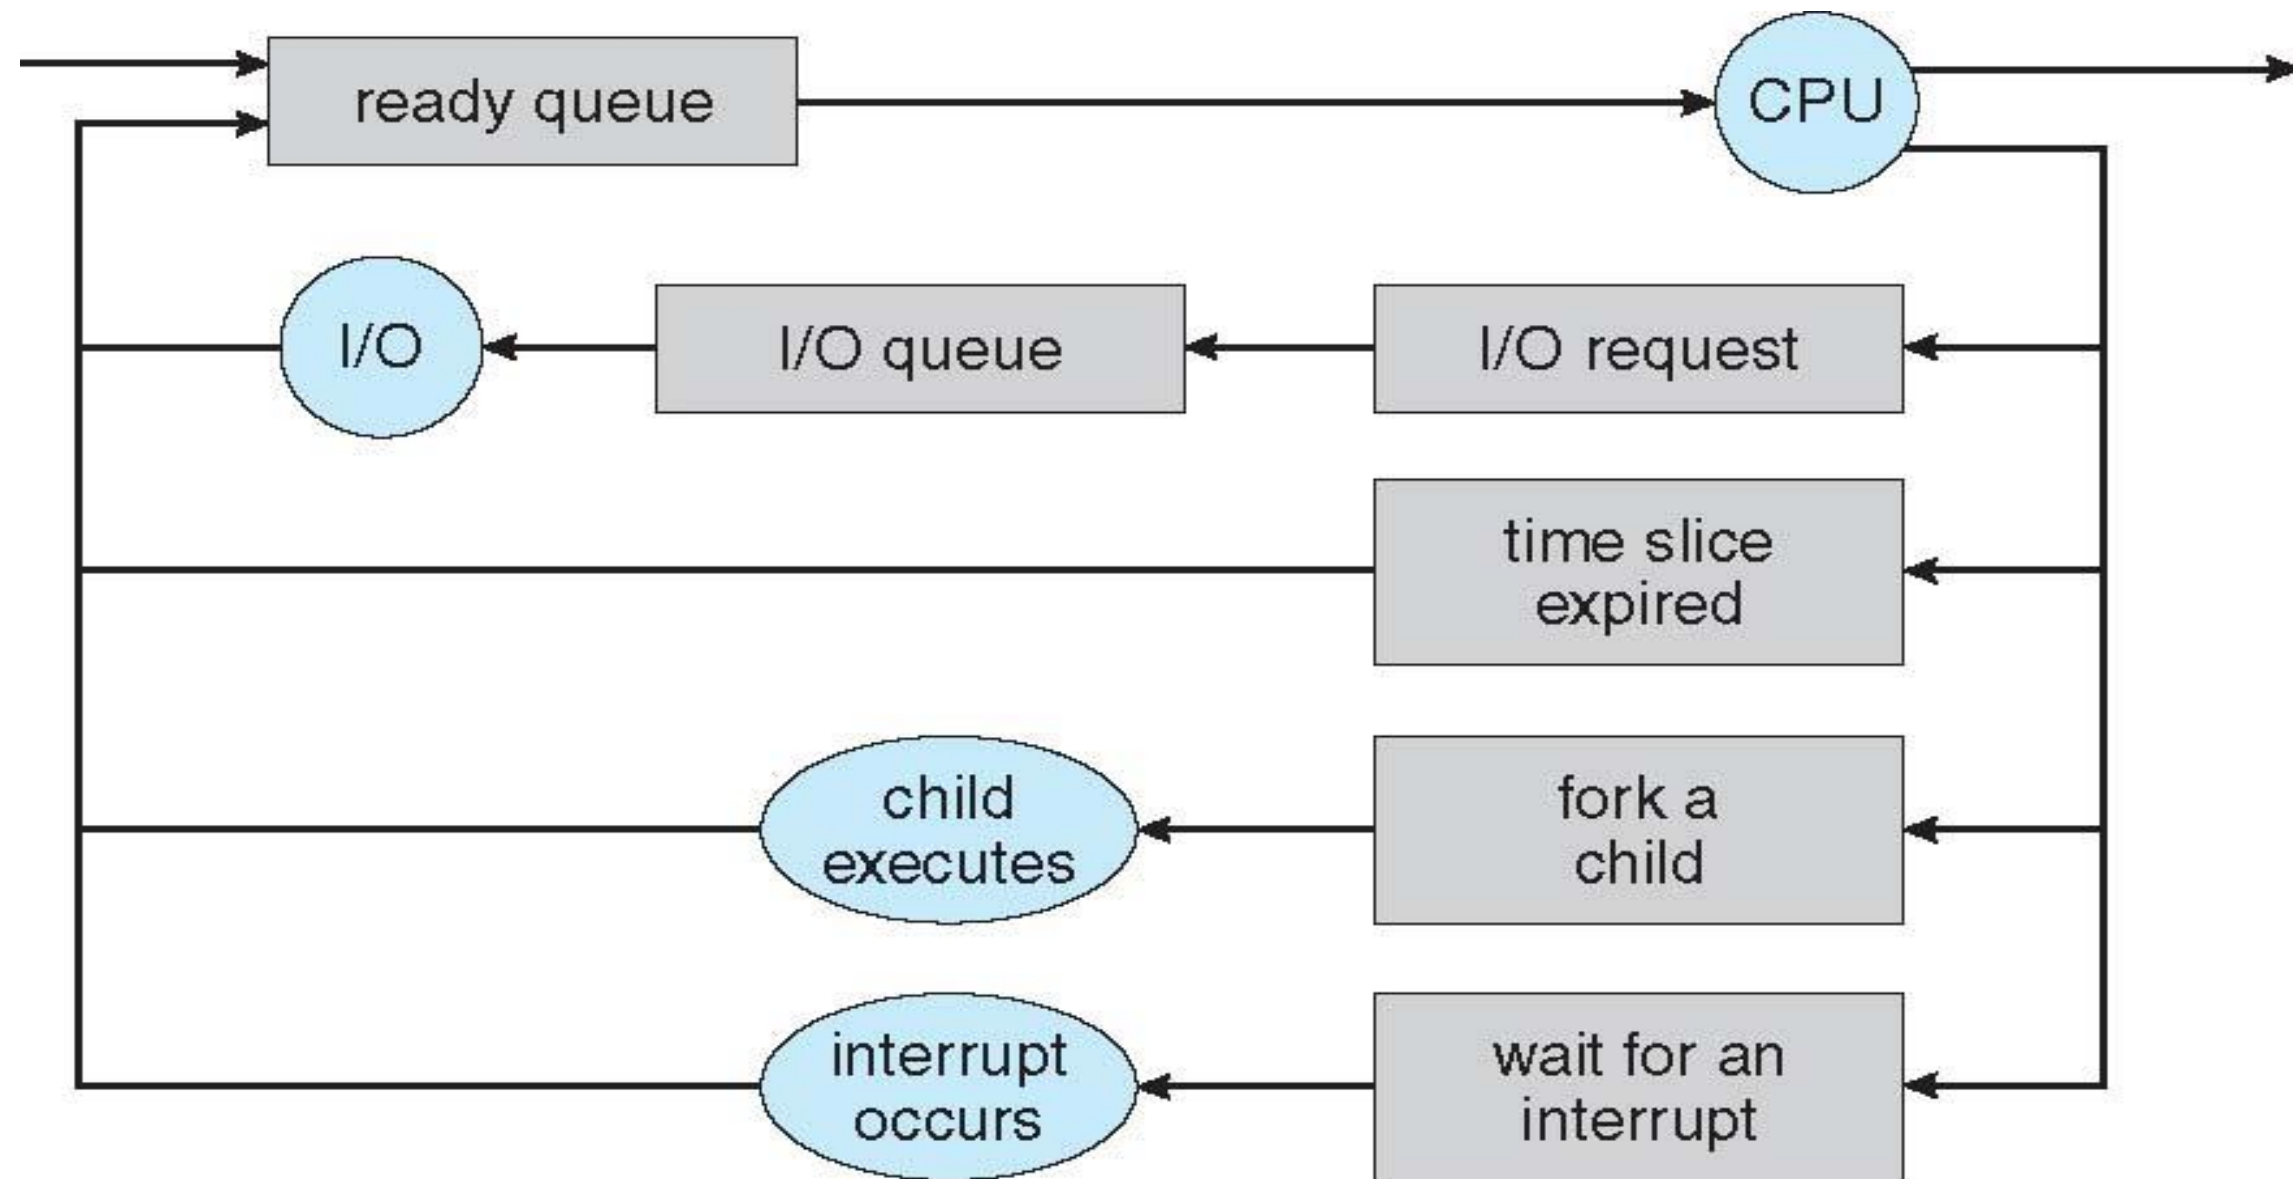 ready queue
CPU
I/O
I/O queue
I/O request
time slice
expired
child
executes
fork a
child
interrupt
occurs
wait for an
interrupt